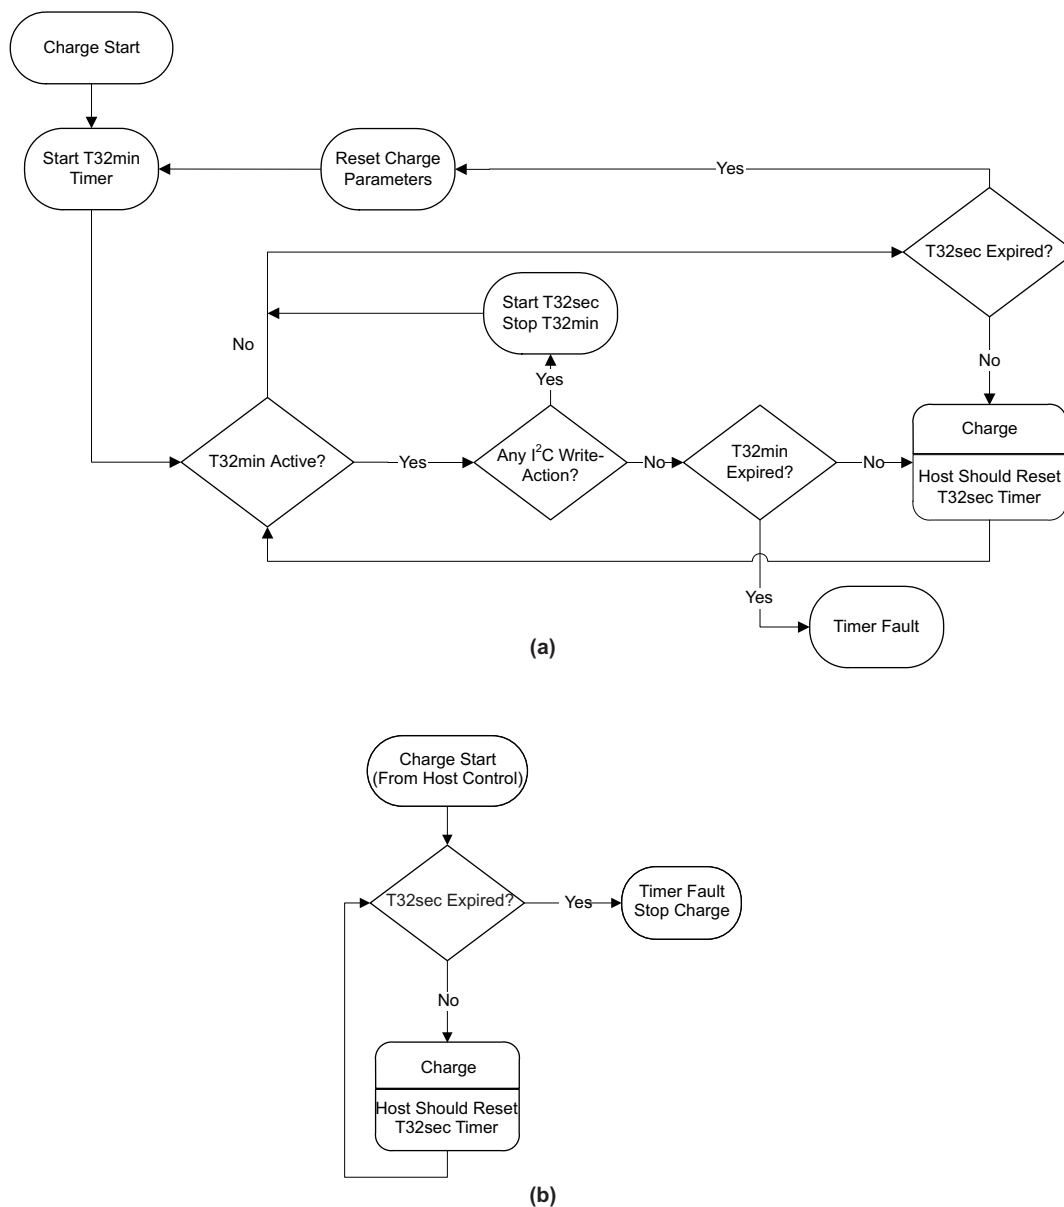 Charge Start
Start T32min
Timer
Reset Charge
Parameters
Yes
T32sec Expired?
Start T32sec
Stop T32min
No
Yes
No
T32min Active?
Yes
Any I²C Write-
Action?
No
T32min
Expired?
No
Charge
Host Should Reset
T32sec Timer
Yes
Timer Fault
(a)
Charge Start
(From Host Control)
T32sec Expired?
Yes
Timer Fault
Stop Charge
No
Charge
Host Should Reset
T32sec Timer
(b)